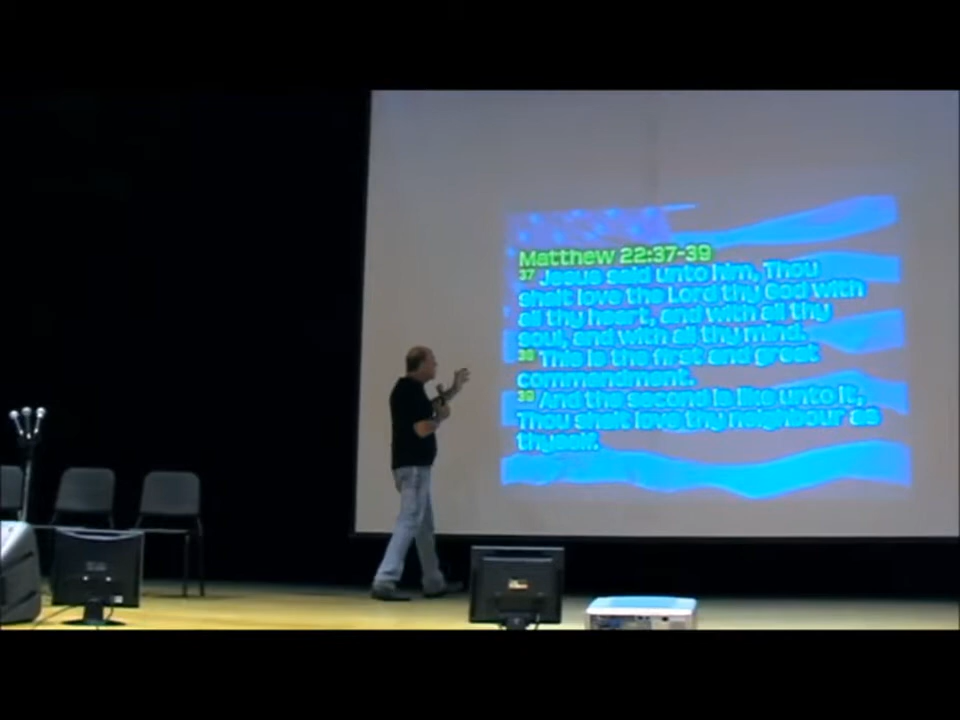 Matthew 22:37-39
37 Jesus said unto him, Thou
shalt love the Lord thy God with
all thy heart, and with all thy
soul, and with all thy mind.
38 This is the first and great
commandment.
39 And the second is like unto it,
Thou shalt love thy neighbour as
thyself.